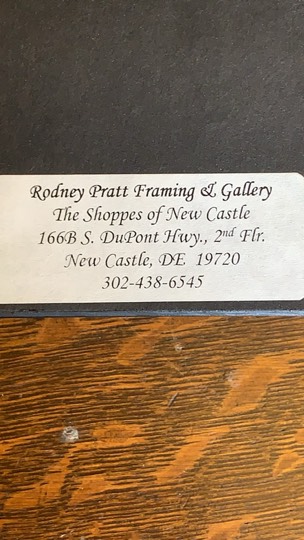 Rodney Pratt Framing & Gallery
The Shoppes of New Castle
166B S. DuPont Hwy., 2nd Flr.
New Castle, DE 19720
302-438-6545